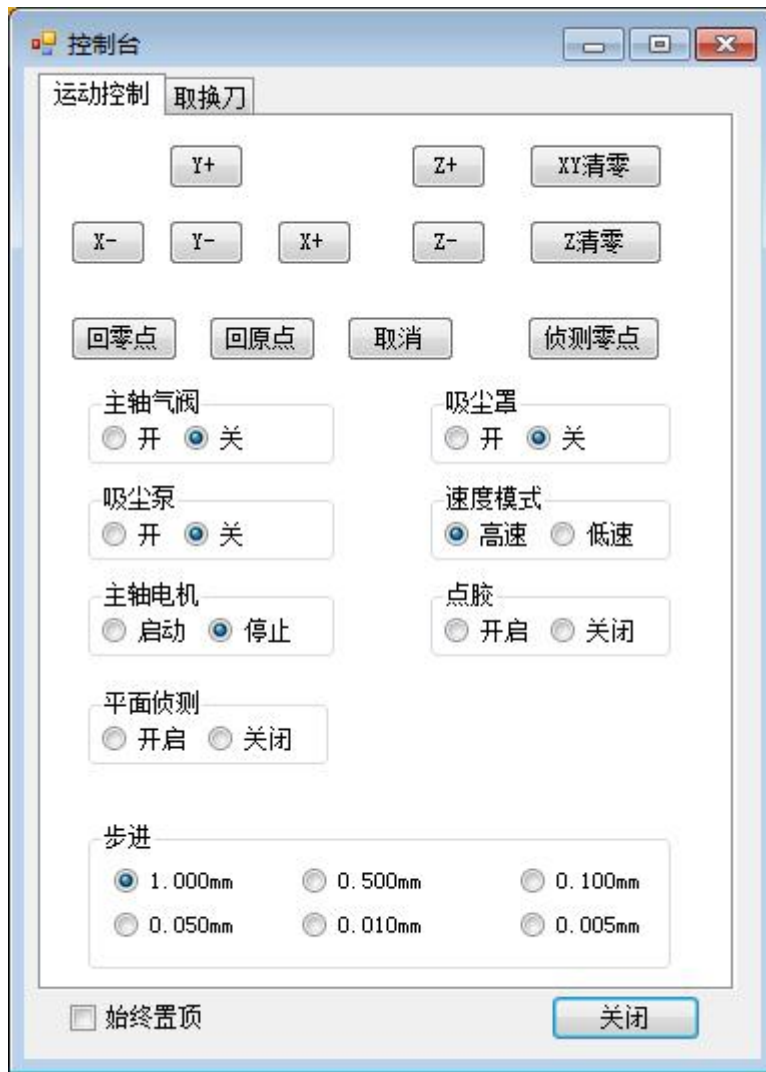 控制台
运动控制 取换刀
Y+ Z+ XY清零
X- Y- X+ Z- Z清零
回零点 回原点 取消 侦测零点
主轴气阀 吸尘罩
开 关 开 关
吸尘泵 速度模式
开 关 高速 低速
主轴电机 点胶
启动 停止 开启 关闭
平面侦测
开启 关闭
步进
1.000mm 0.500mm 0.100mm
0.050mm 0.010mm 0.005mm
始终置顶 关闭